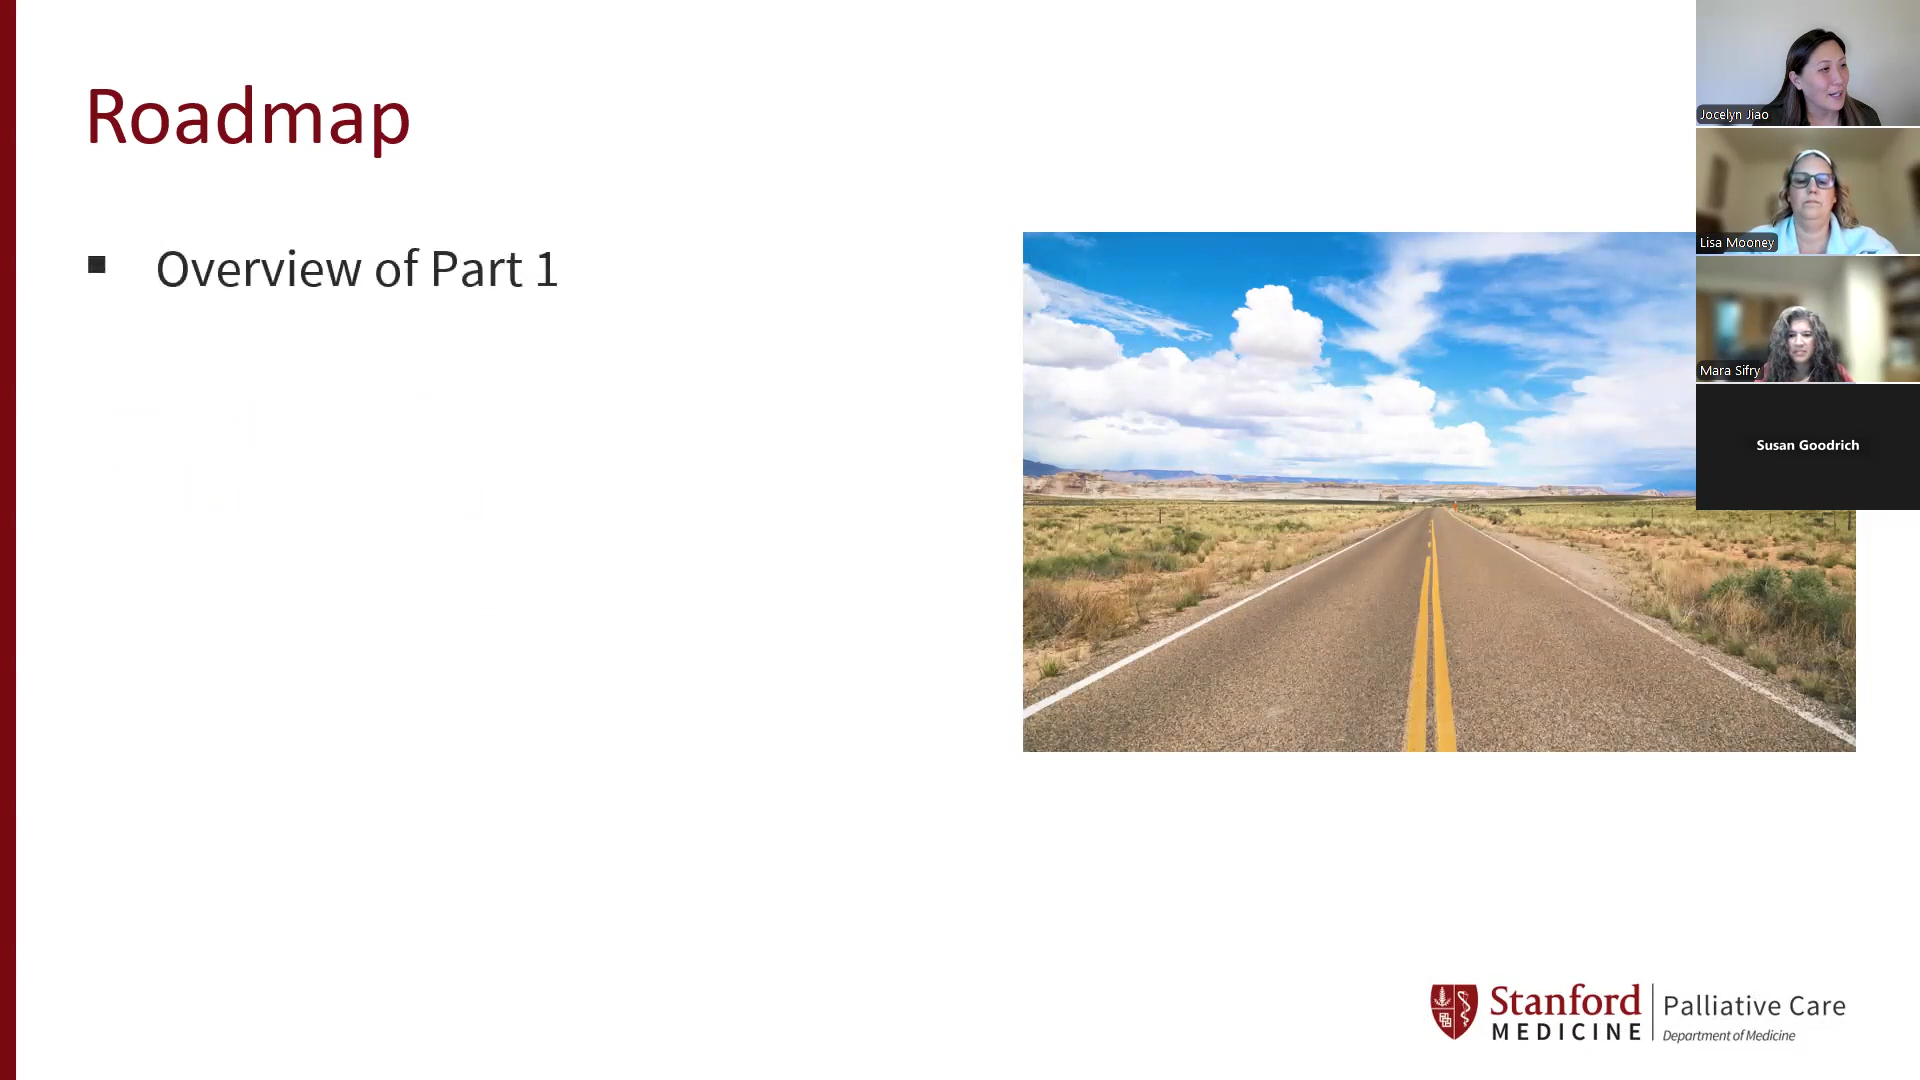 Roadmap
▪ Overview of Part 1
Jocelyn Jiao
Lisa Mooney
Mara Sifry
Susan Goodrich
Stanford
MEDICINE
Palliative Care
Department of Medicine